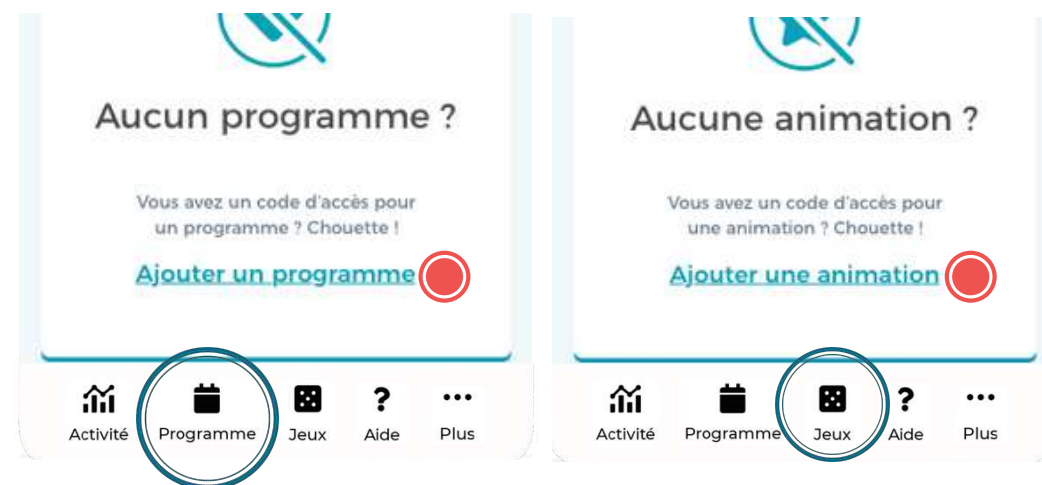 Aucun programme ?
Vous avez un code d'accès pour
un programme ? Chouette !
Ajouter un programme
Activité Programme Jeux Aide Plus
Aucune animation ?
Vous avez un code d'accès pour
une animation ? Chouette !
Ajouter une animation
Activité Programme Jeux Aide Plus